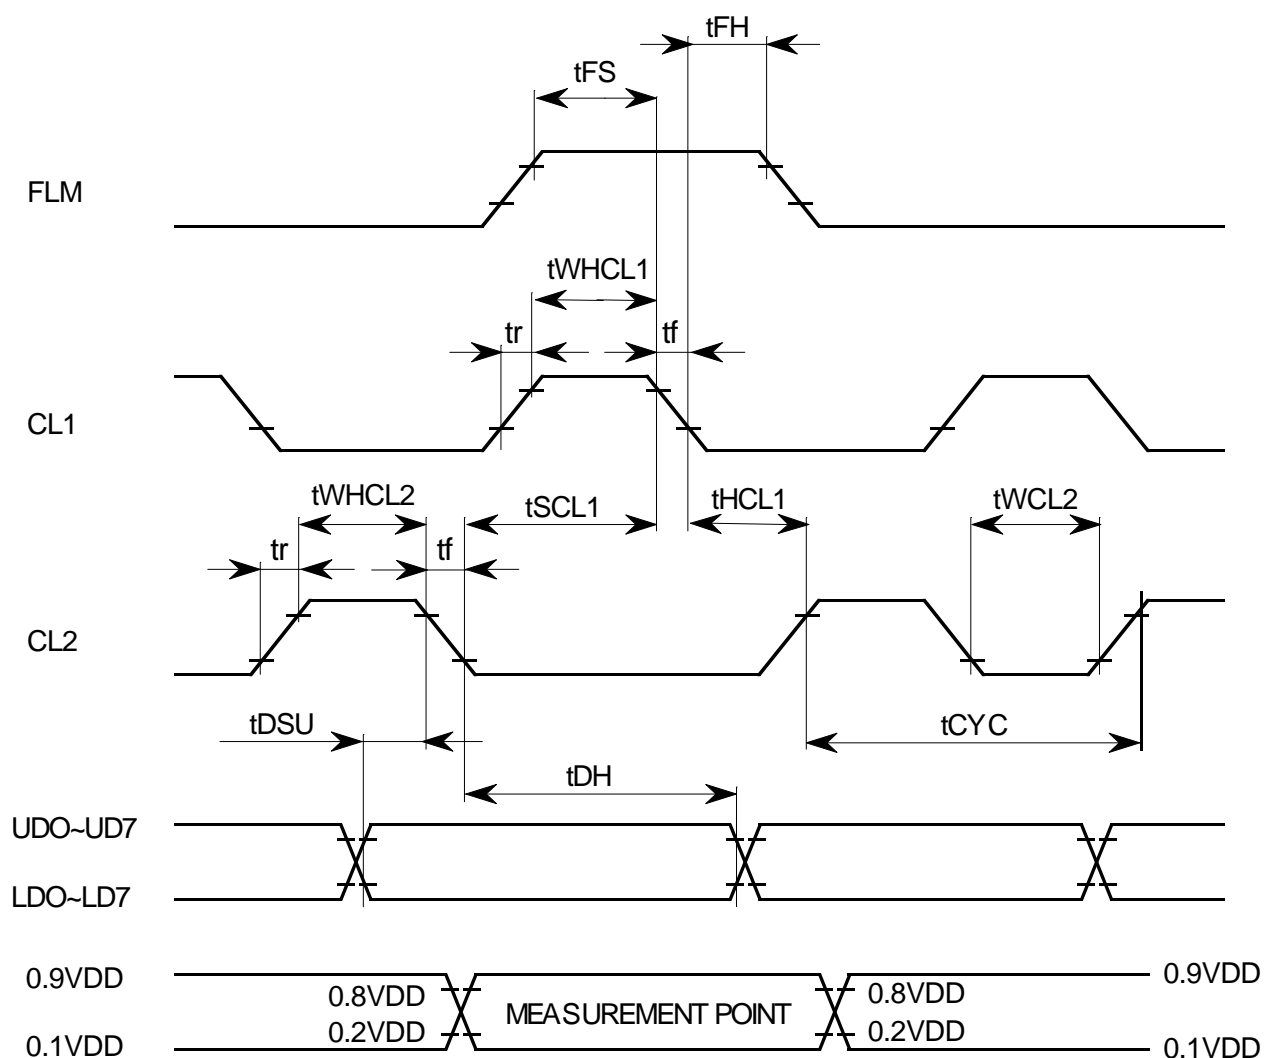 tFH
tFS
FLM
tWHCL1
tr
tf
CL1
tWHCL2
tSCL1
tHCL1
tWCL2
tr
tf
CL2
tDSU
tCYC
tDH
UDO~UD7
LDO~LD7
0.9VDD
0.8VDD
0.8VDD
0.9VDD
MEASUREMENT POINT
0.2VDD
0.2VDD
0.1VDD
0.1VDD